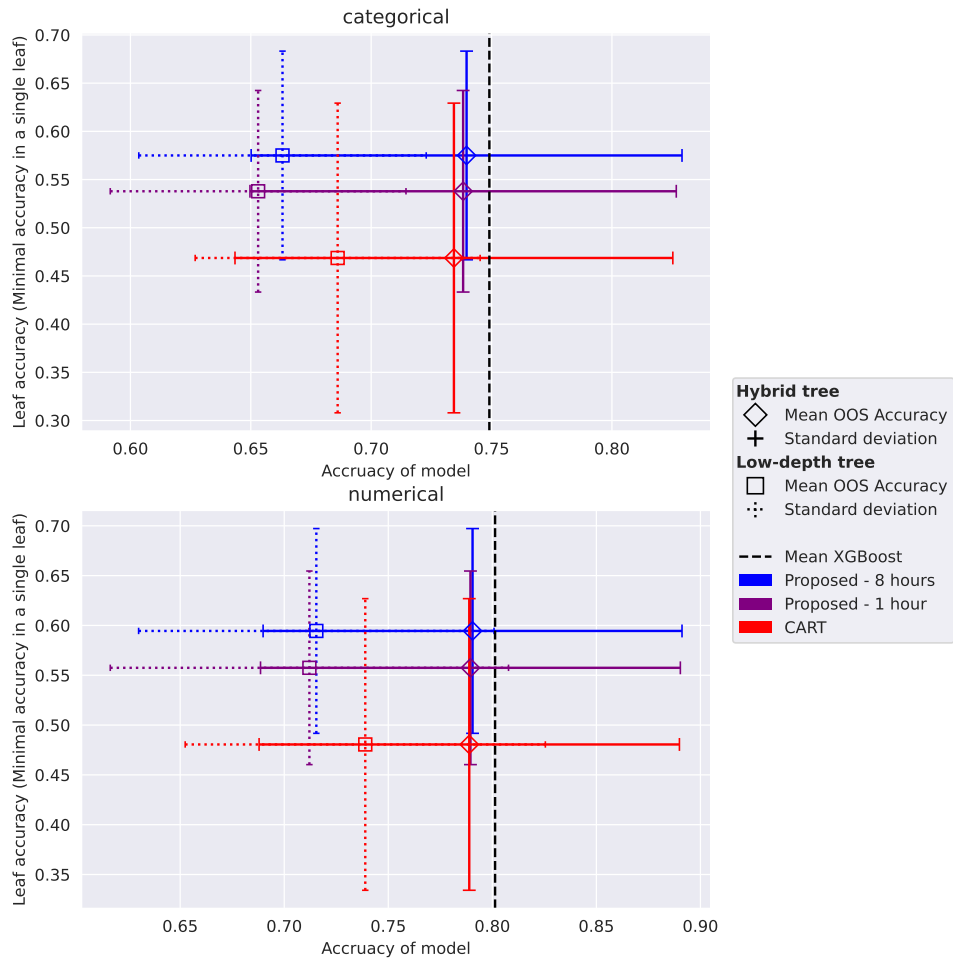 categorical
Leaf accuracy (Minimal accuracy in a single leaf)
0.70
0.65
0.60
0.55
0.50
0.45
0.40
0.35
0.30
0.60 0.65 0.70 0.75 0.80
Accruacy of model
numerical
Leaf accuracy (Minimal accuracy in a single leaf)
0.70
0.65
0.60
0.55
0.50
0.45
0.40
0.35
0.65 0.70 0.75 0.80 0.85 0.90
Accruacy of model
Hybrid tree
Mean OOS Accuracy
Standard deviation
Low-depth tree
Mean OOS Accuracy
Standard deviation
Mean XGBoost
Proposed - 8 hours
Proposed - 1 hour
CART